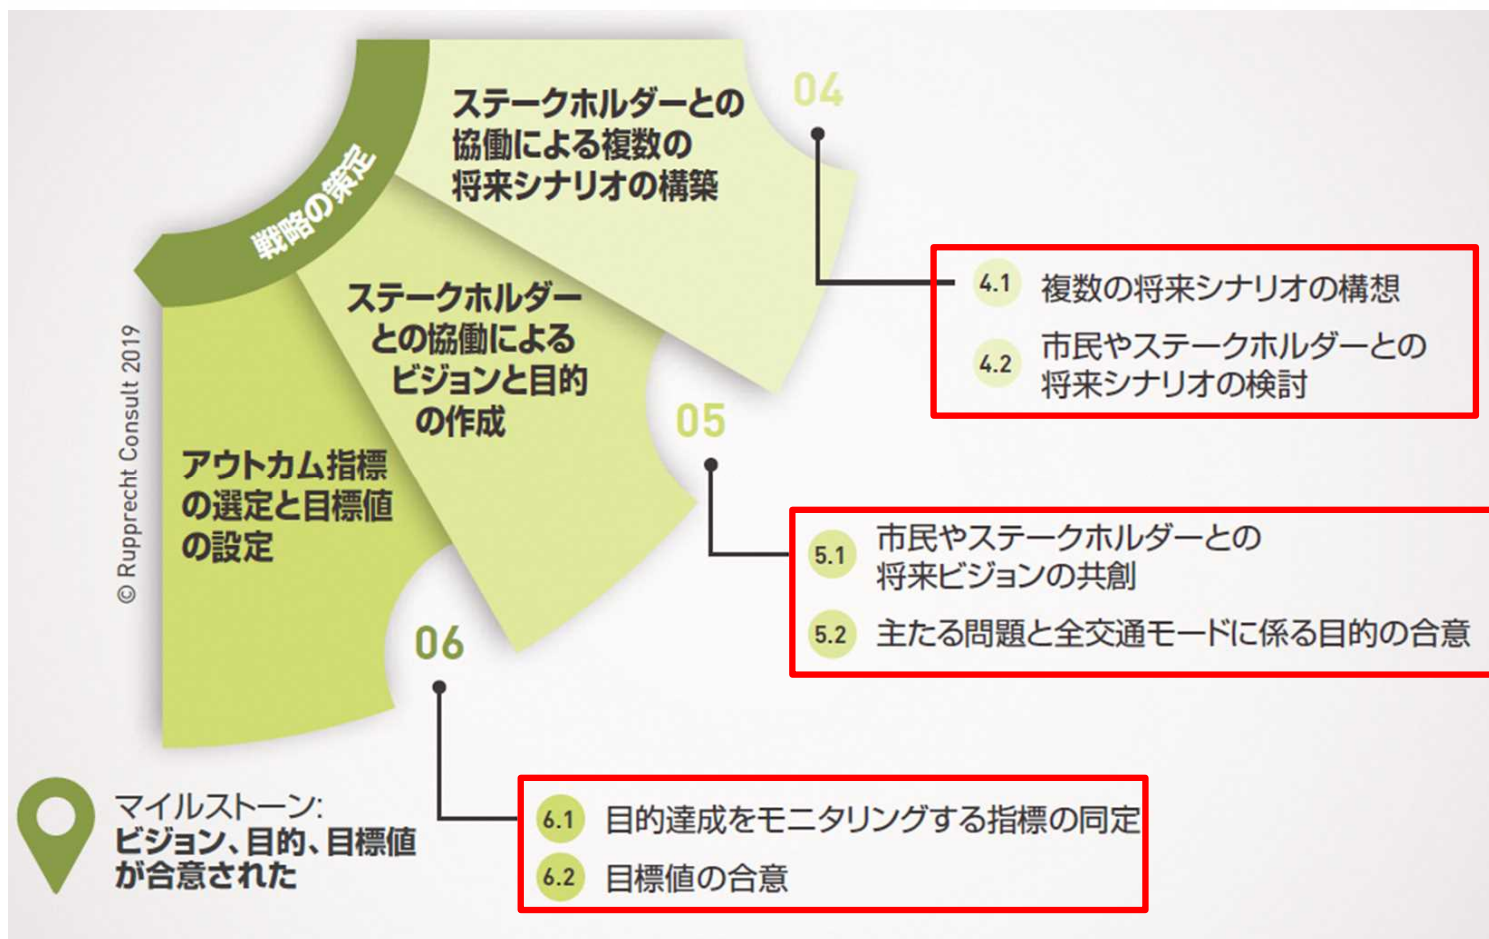 戦略の策定
04
ステークホルダーとの
協働による複数の
将来シナリオの構築
4.1 複数の将来シナリオの構想
4.2 市民やステークホルダーとの
将来シナリオの検討
05
ステークホルダー
との協働による
ビジョンと目的
の作成
5.1 市民やステークホルダーとの
将来ビジョンの共創
5.2 主たる問題と全交通モードに係る目的の合意
06
アウトカム指標
の選定と目標値
の設定
6.1 目的達成をモニタリングする指標の同定
6.2 目標値の合意
マイルストーン:
ビジョン、目的、目標値
が合意された
© Rupprecht Consult 2019